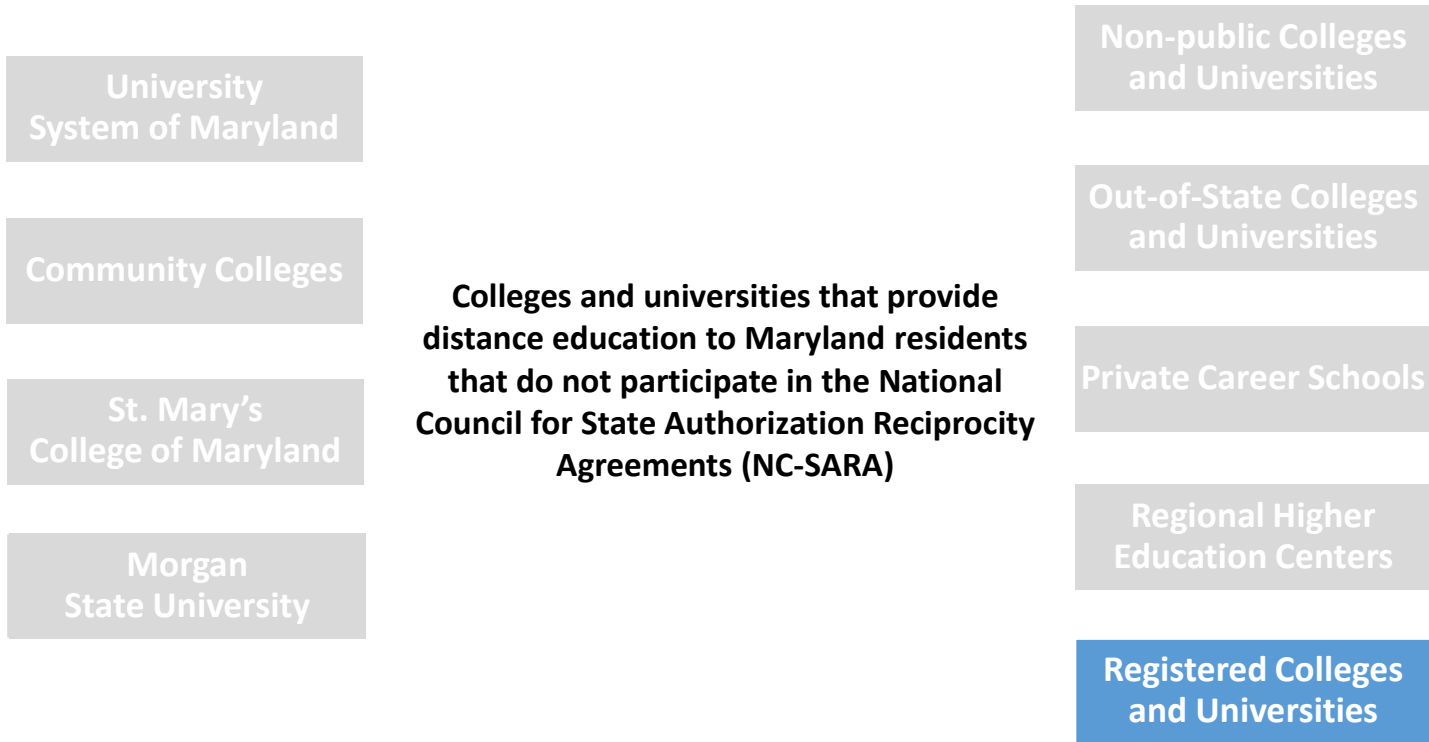 University
System of Maryland
Community Colleges
St. Mary’s
College of Maryland
Morgan
State University
Colleges and universities that provide
distance education to Maryland residents
that do not participate in the National
Council for State Authorization Reciprocity
Agreements (NC-SARA)
Non-public Colleges
and Universities
Out-of-State Colleges
and Universities
Private Career Schools
Regional Higher
Education Centers
Registered Colleges
and Universities